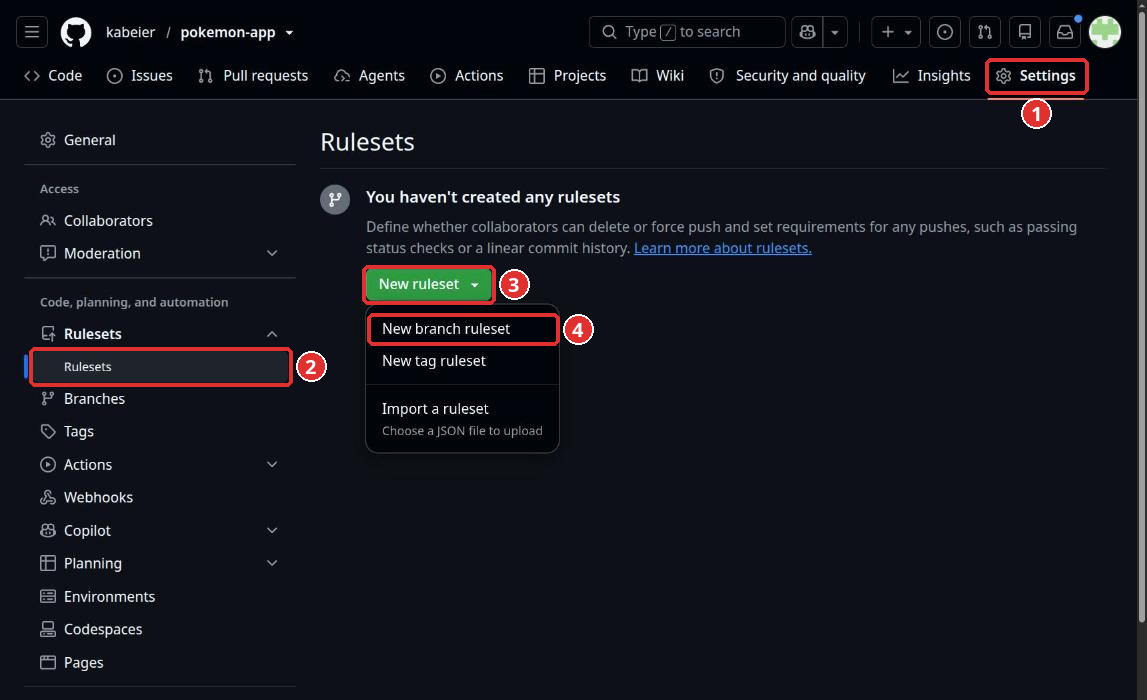 kabeier / pokemon-app
Type / to search
Code Issues Pull requests Agents Actions Projects Wiki Security and quality Insights Settings
1
General
Access
Collaborators
Moderation
Code, planning, and automation
Rulesets
Rulesets
2
Branches
Tags
Actions
Webhooks
Copilot
Planning
Environments
Codespaces
Pages
Rulesets
You haven't created any rulesets
Define whether collaborators can delete or force push and set requirements for any pushes, such as passing
status checks or a linear commit history. Learn more about rulesets.
New ruleset
3
New branch ruleset
4
New tag ruleset
Import a ruleset
Choose a JSON file to upload